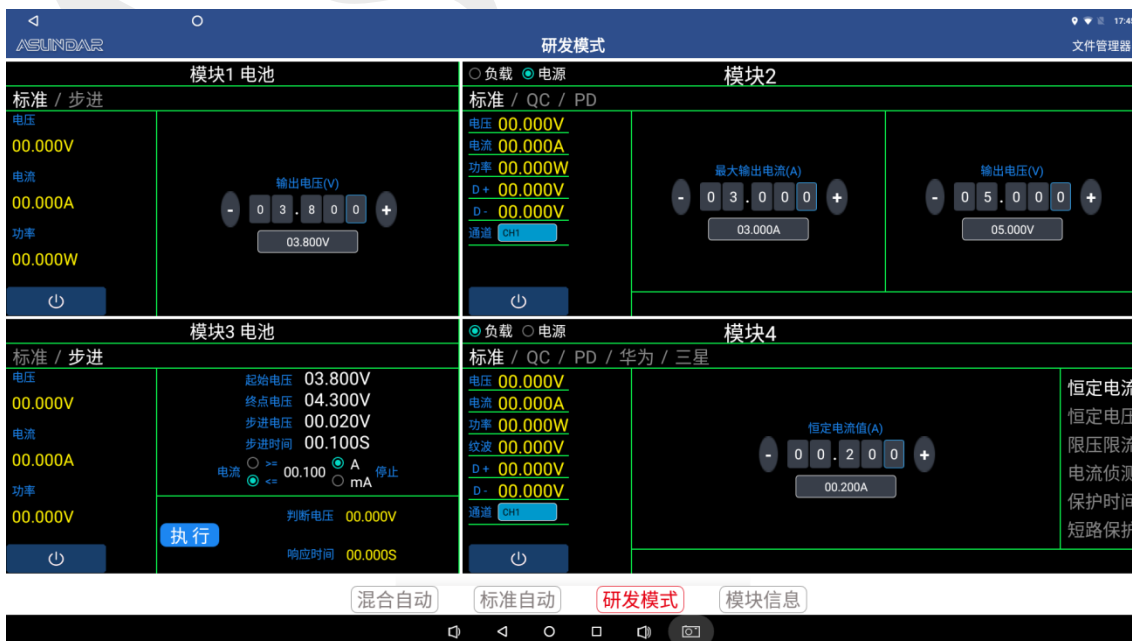 17:48
ASUNDAR
研发模式
文件管理器
模块1 电池
标准 / 步进
电压
00.000V
电流
00.000A
功率
00.000W
输出电压(V)
- 0 3 . 8 0 0 +
03.800V
负载 电源
模块2
标准 / QC / PD
电压 00.000V
电流 00.000A
功率 00.000W
D+ 00.000V
D- 00.000V
通道 CH1
最大输出电流(A)
- 0 3 . 0 0 0 +
03.000A
输出电压(V)
- 0 5 . 0 0 0 +
05.000V
模块3 电池
标准 / 步进
电压
00.000V
电流
00.000A
功率
00.000V
起始电压 03.800V
终点电压 04.300V
步进电压 00.020V
步进时间 00.100S
电流 >= <= 00.100 A mA 停止
执行
判断电压 00.000V
响应时间 00.000S
负载 电源
模块4
标准 / QC / PD / 华为 / 三星
电压 00.000V
电流 00.000A
功率 00.000W
纹波 00.000V
D+ 00.000V
D- 00.000V
通道 CH1
恒定电流值(A)
- 0 0 . 2 0 0 +
00.200A
恒定电流
恒定电压
限压限流
电流侦测
保护时间
短路保护
混合自动 标准自动 研发模式 模块信息